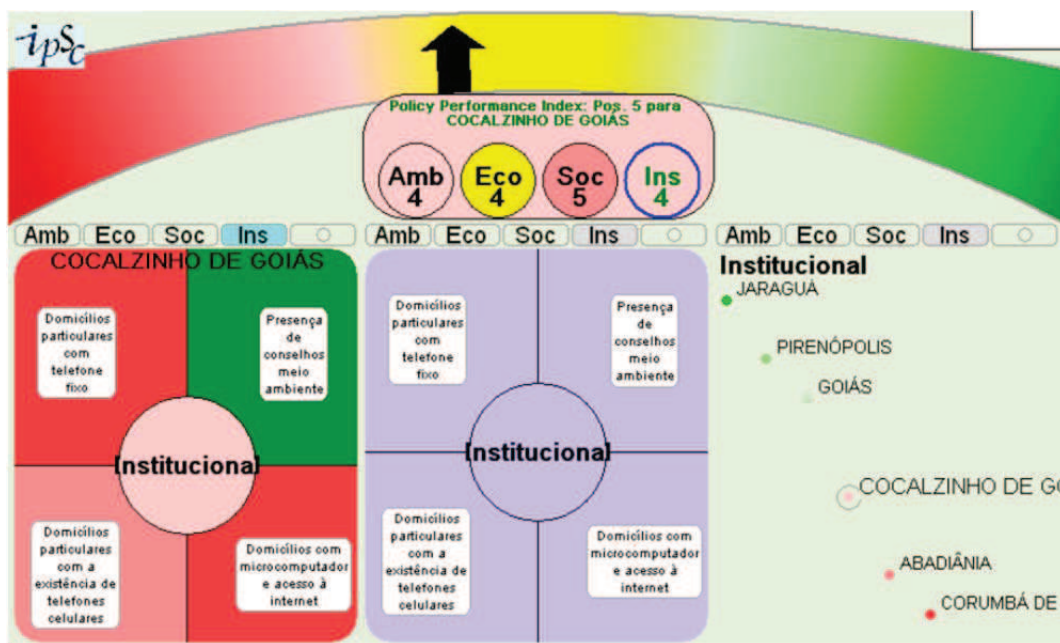 ipsc
Policy Performance Index: Pos. 5 para
COCALZINHO DE GOIÁS
Amb
4
Eco
4
Soc
5
Ins
4
Amb Eco Soc Ins
Amb Eco Soc Ins
Amb Eco Soc Ins
COCALZINHO DE GOIÁS
Domicílios
particulares
com
telefone
fixo
Presença
de
conselhos
meio
ambiente
Institucional
Domicílios
particulares
com a
existência de
telefones
celulares
Domicílios com
microcomputador
e acesso à
internet
Domicílios
particulares
com
telefone
fixo
Presença
de
conselhos
meio
ambiente
Institucional
Domicílios
particulares
com a
existência de
telefones
celulares
Domicílios com
microcomputador
e acesso à
internet
Institucional
JARAGUÁ
PIRENÓPOLIS
GOIÁS
COCALZINHO DE GO
ABADIÂNIA
CORUMBÁ DE